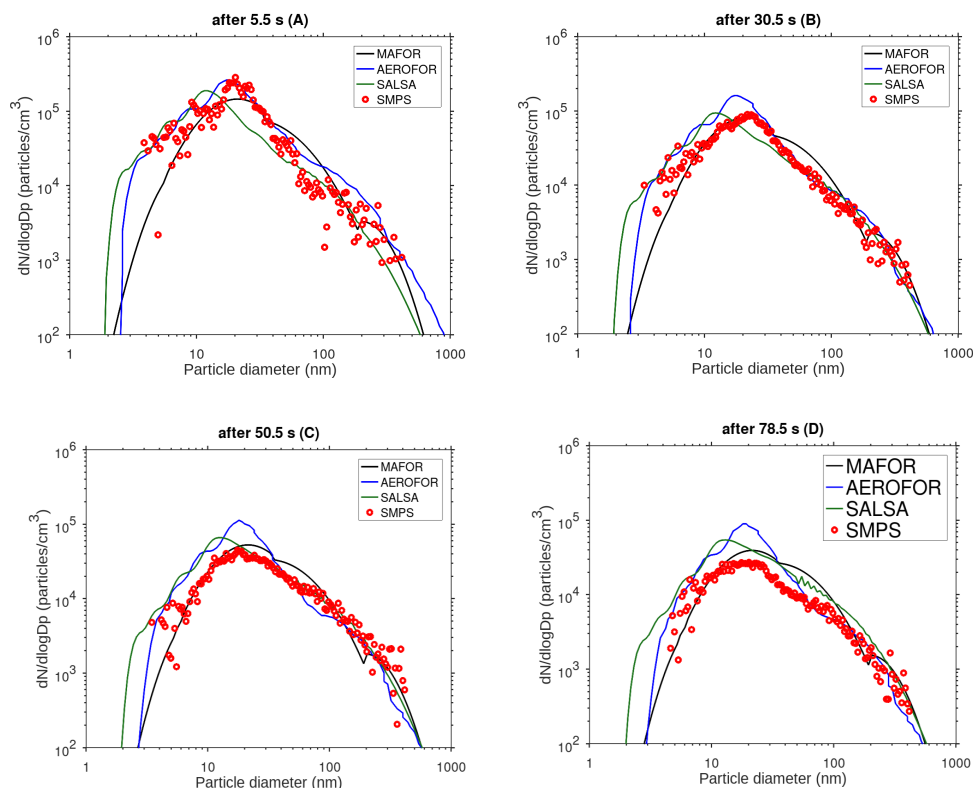 after 5.5 s (A)
10^6
10^5
10^4
10^3
10^2
dN/dlogDp (particles/cm^3)
MAFOR
AEROFOR
SALSA
SMPS
1 10 100 1000
Particle diameter (nm)
after 30.5 s (B)
10^6
10^5
10^4
10^3
10^2
dN/dlogDp (particles/cm^3)
MAFOR
AEROFOR
SALSA
SMPS
1 10 100 1000
Particle diameter (nm)
after 50.5 s (C)
10^6
10^5
10^4
10^3
10^2
dN/dlogDp (particles/cm^3)
MAFOR
AEROFOR
SALSA
SMPS
1 10 100 1000
Particle diameter (nm)
after 78.5 s (D)
10^6
10^5
10^4
10^3
10^2
dN/dlogDp (particles/cm^3)
MAFOR
AEROFOR
SALSA
SMPS
1 10 100 1000
Particle diameter (nm)